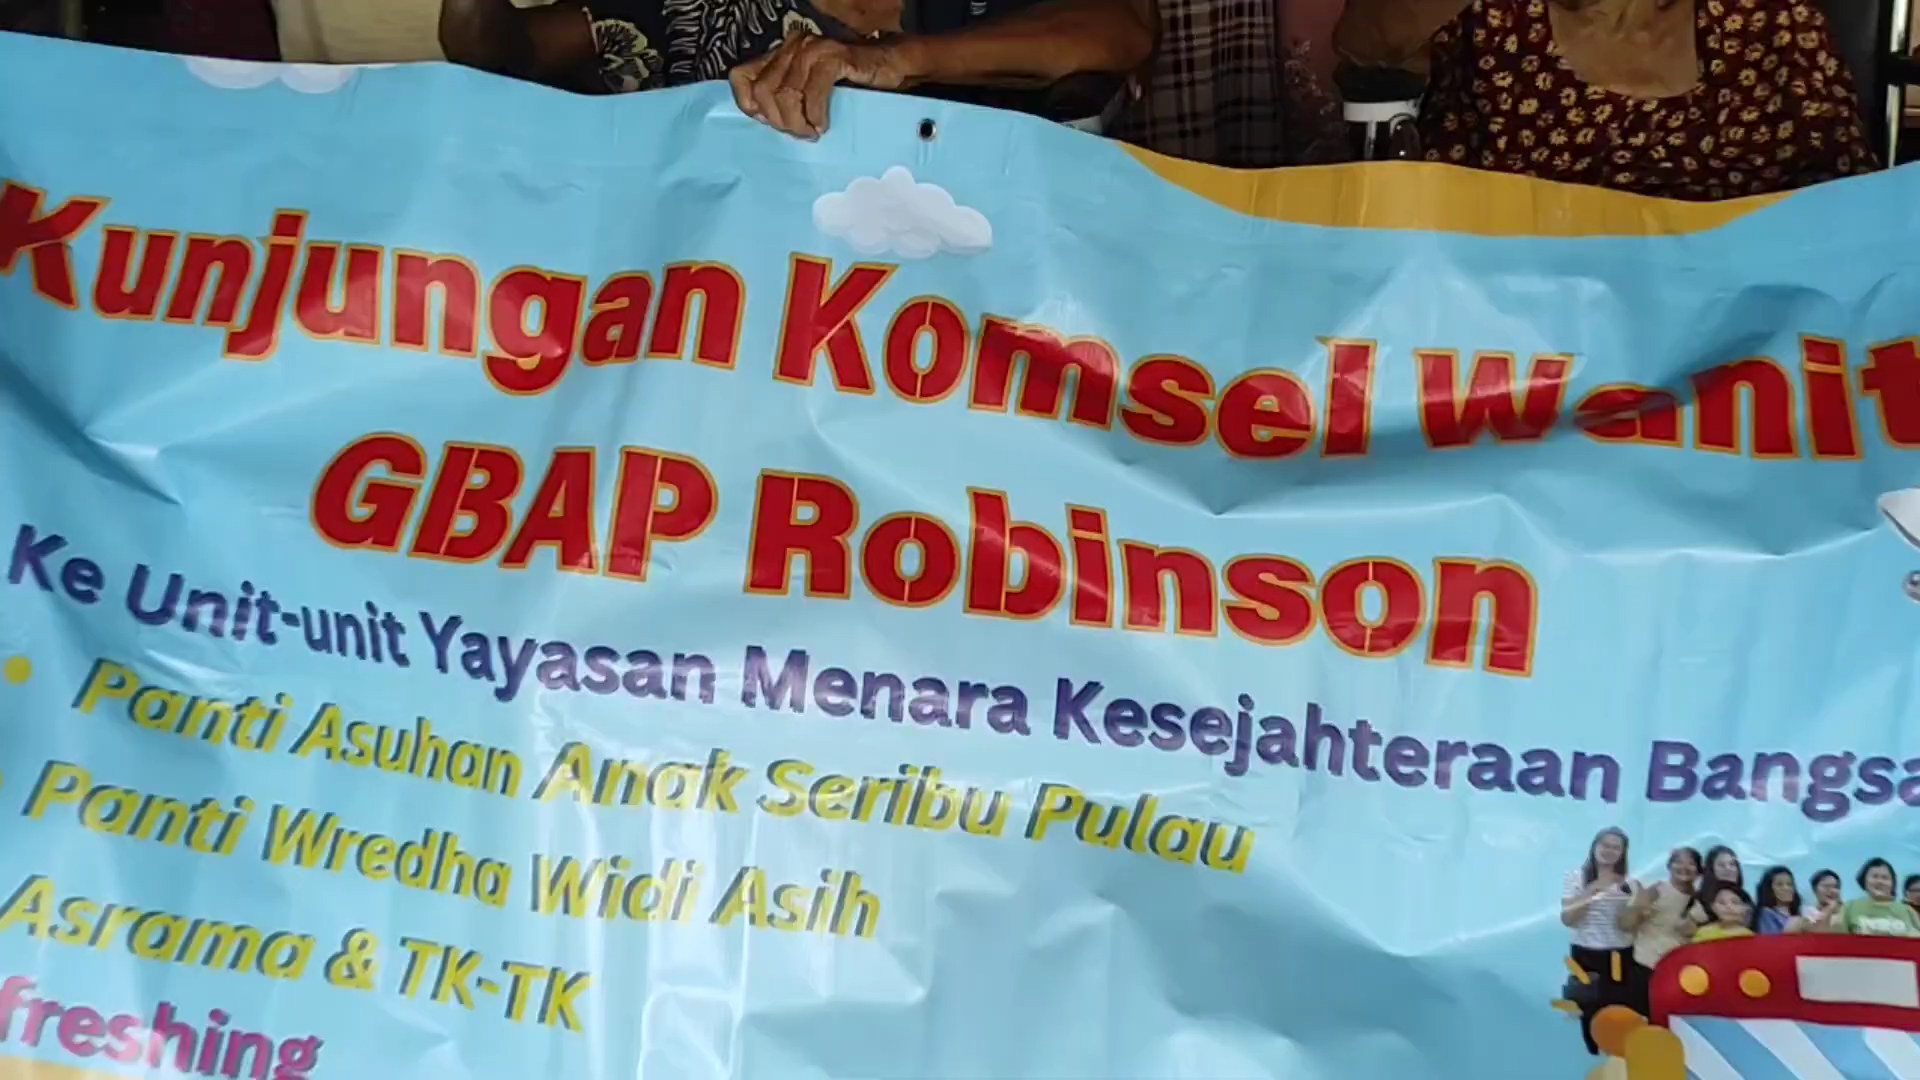 Kunjungan Komsel Wanit
GBAP Robinson
Ke Unit-unit Yayasan Menara Kesejahteraan Bangsa
Panti Asuhan Anak Seribu Pulau
Panti Wredha Widi Asih
Asrama & TK-TK
freshing